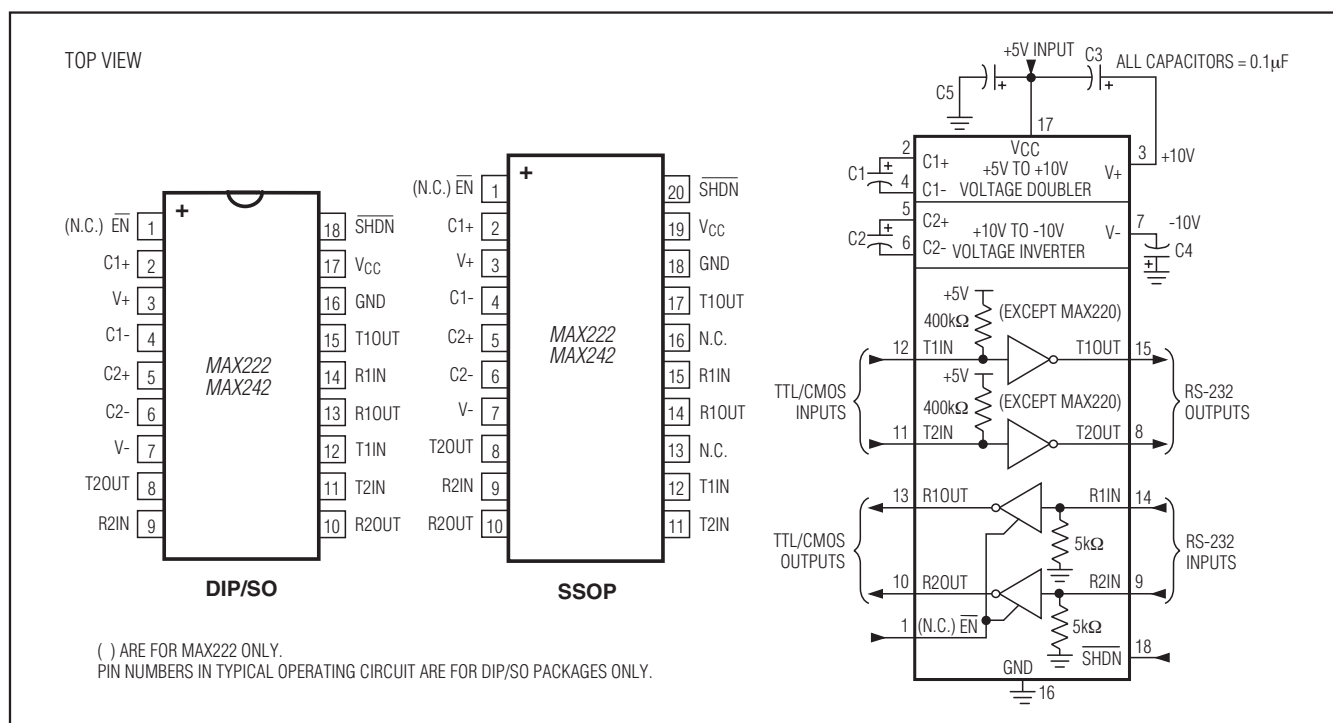 TOP VIEW
+
(N.C.) EN 1
C1+ 2
V+ 3
C1- 4
C2+ 5
C2- 6
V- 7
T2OUT 8
R2IN 9
18 SHDN
17 VCC
16 GND
15 T1OUT
14 R1IN
13 R1OUT
12 T1IN
11 T2IN
10 R2OUT
MAX222
MAX242
DIP/SO
+
(N.C.) EN 1
C1+ 2
V+ 3
C1- 4
C2+ 5
C2- 6
V- 7
T2OUT 8
R2IN 9
R2OUT 10
20 SHDN
19 VCC
18 GND
17 T1OUT
16 N.C.
15 R1IN
14 R1OUT
13 N.C.
12 T1IN
11 T2IN
MAX222
MAX242
SSOP
( ) ARE FOR MAX222 ONLY.
PIN NUMBERS IN TYPICAL OPERATING CIRCUIT ARE FOR DIP/SO PACKAGES ONLY.
+5V INPUT
C3
ALL CAPACITORS = 0.1μF
C5
+
+
17
VCC
2
C1+
+5V TO +10V
VOLTAGE DOUBLER
C1
+
4
C1-
3
V+
+10V
5
C2+
+10V TO -10V
VOLTAGE INVERTER
C2
+
6
C2-
7
V-
-10V
C4
+
+5V
400kΩ
(EXCEPT MAX220)
12
T1IN
T1OUT
15
+5V
400kΩ
(EXCEPT MAX220)
TTL/CMOS
INPUTS
RS-232
OUTPUTS
11
T2IN
T2OUT
8
13
R1OUT
R1IN
14
5kΩ
TTL/CMOS
OUTPUTS
RS-232
INPUTS
10
R2OUT
R2IN
9
5kΩ
1
(N.C.) EN
SHDN
18
GND
16